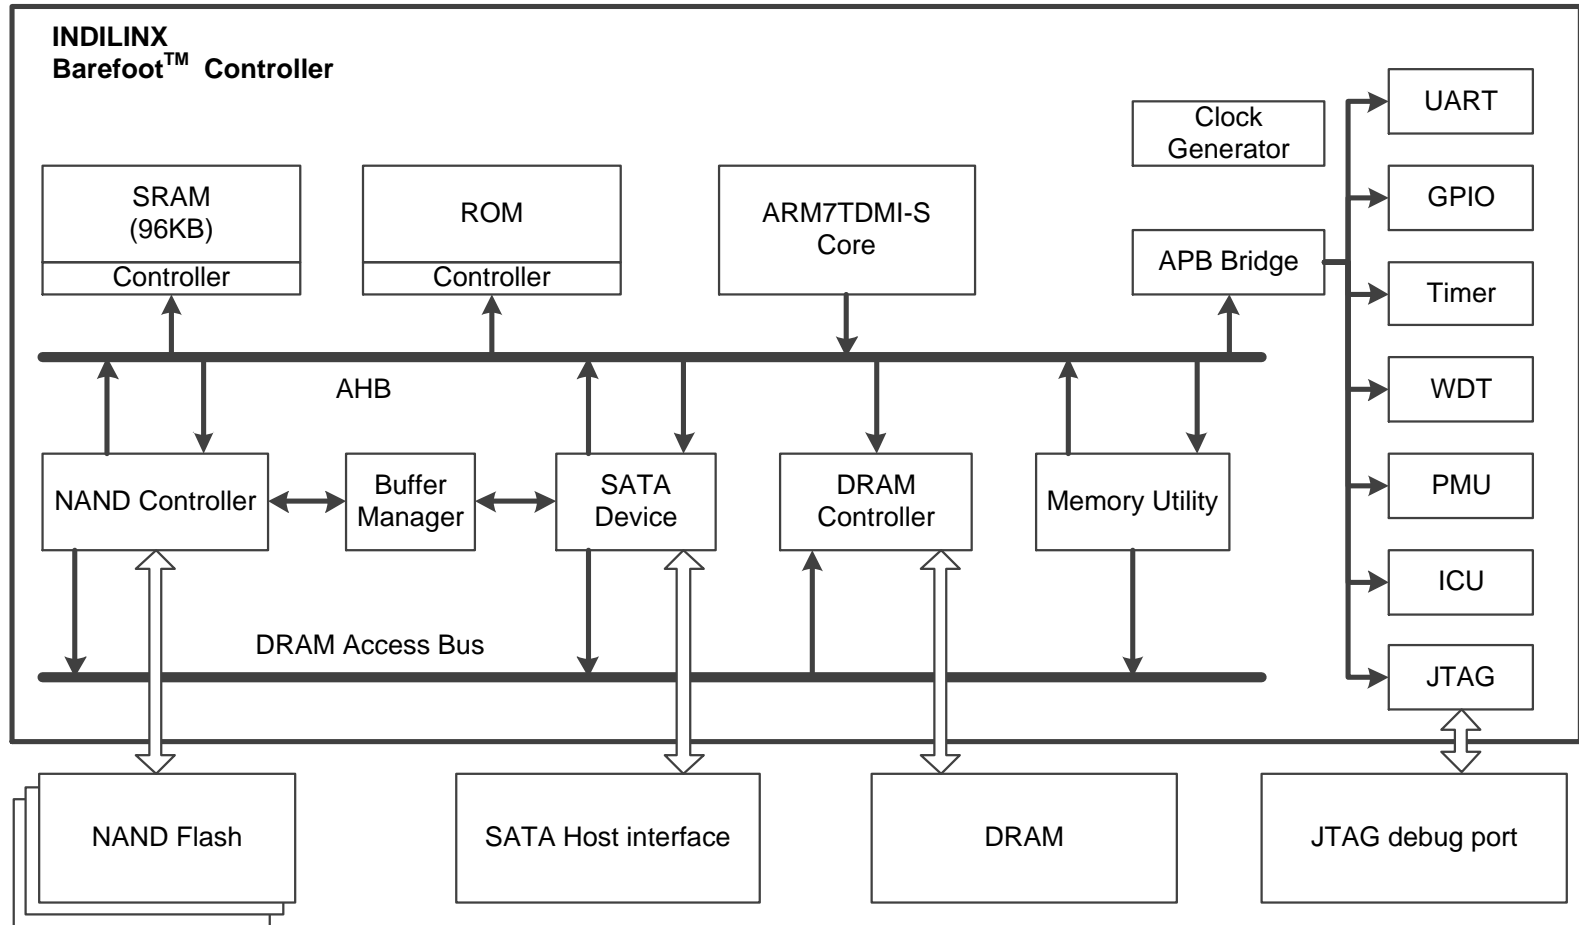 INDILINX
Barefoot™ Controller
Clock
Generator
UART
SRAM
(96KB)
Controller
ROM
Controller
ARM7TDMI-S
Core
APB Bridge
GPIO
Timer
AHB
WDT
NAND Controller
Buffer
Manager
SATA
Device
DRAM
Controller
Memory Utility
PMU
ICU
DRAM Access Bus
JTAG
NAND Flash
SATA Host interface
DRAM
JTAG debug port